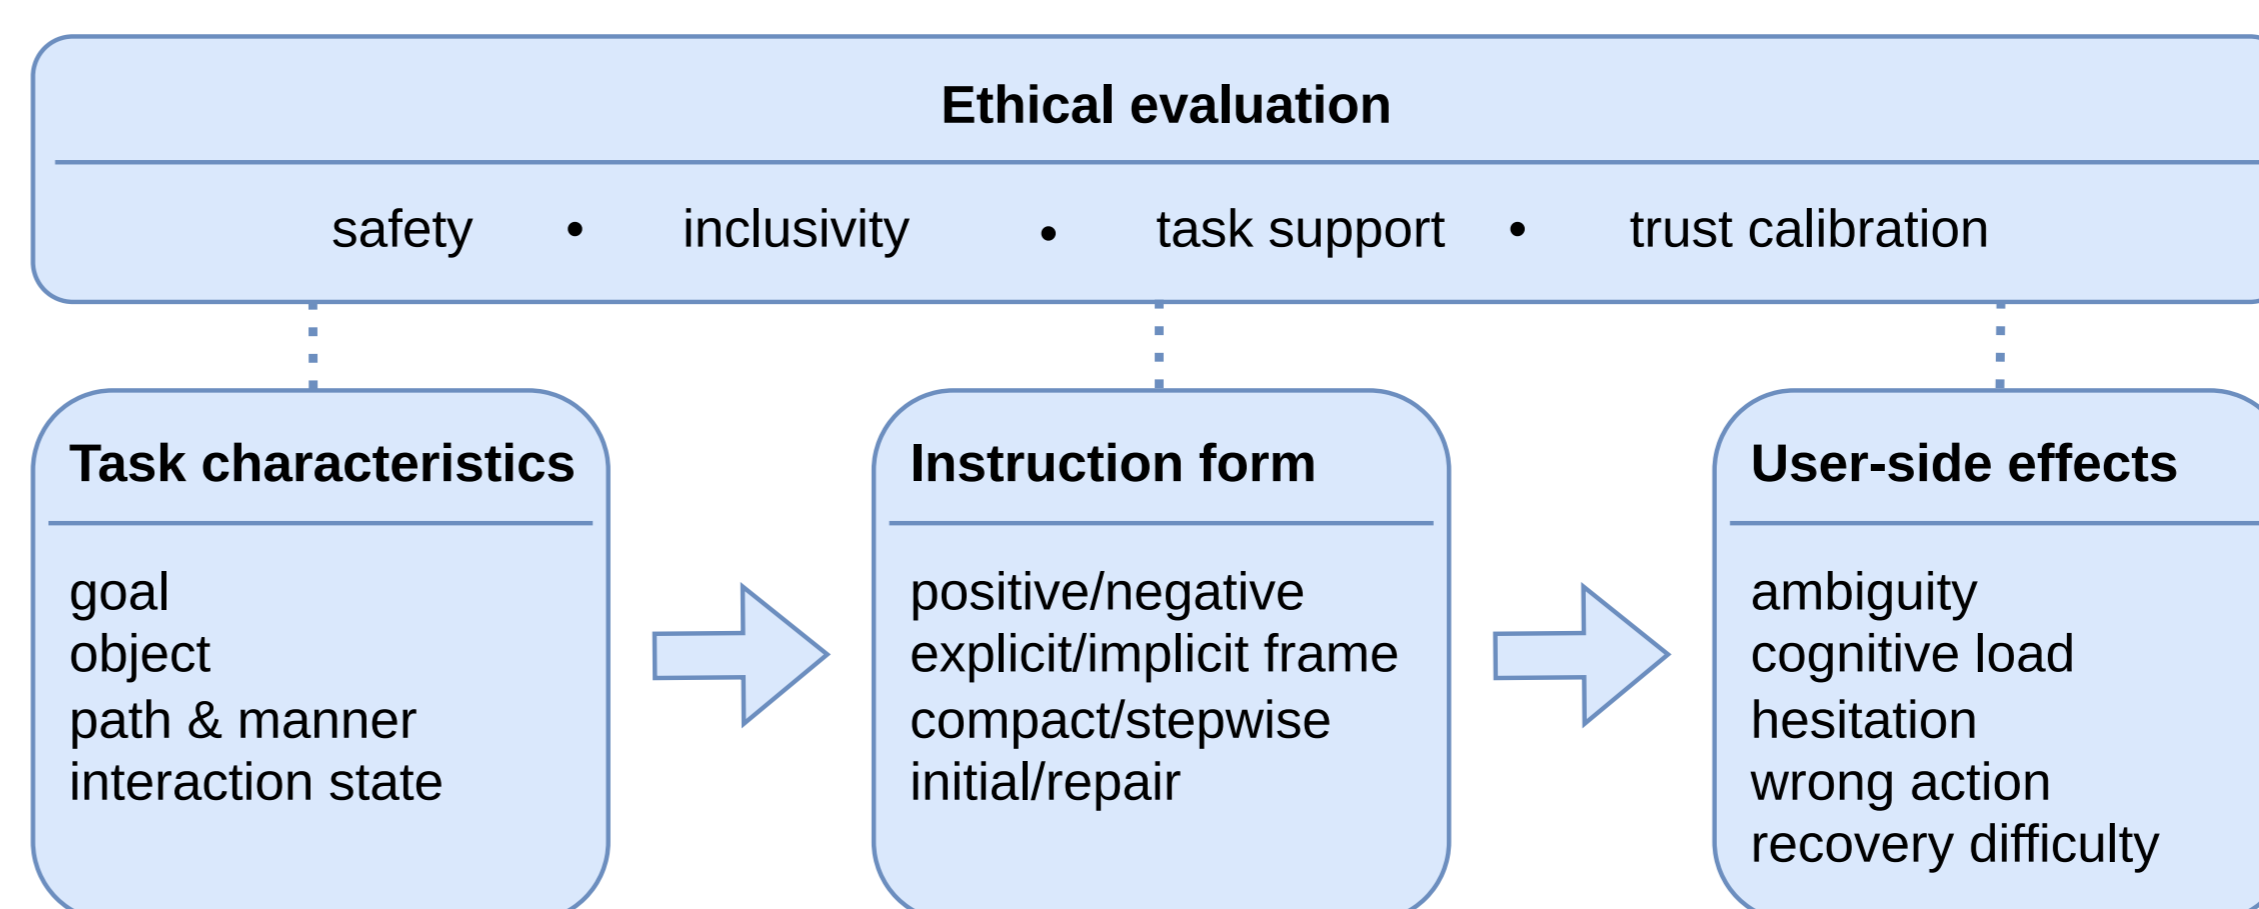 Ethical evaluation
safety • inclusivity • task support • trust calibration
Task characteristics
goal
object
path & manner
interaction state
Instruction form
positive/negative
explicit/implicit frame
compact/stepwise
initial/repair
User-side effects
ambiguity
cognitive load
hesitation
wrong action
recovery difficulty